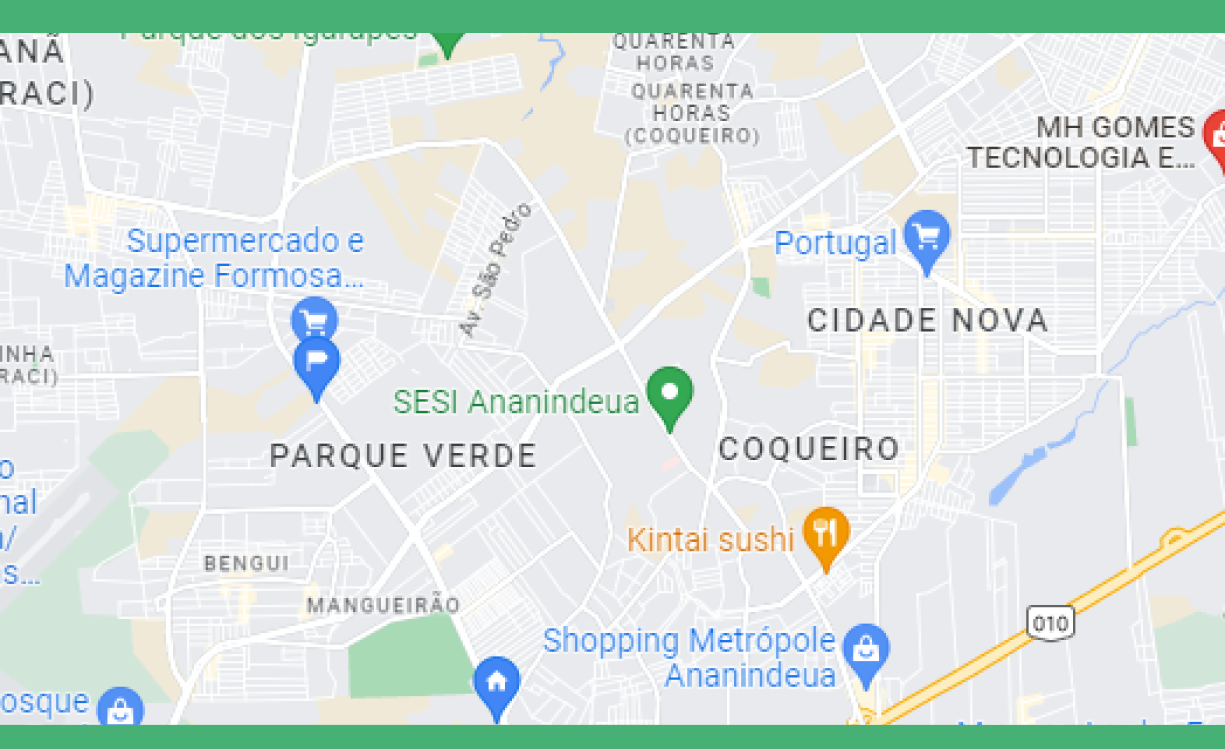 Parque dos Igarapés
ANÃ
RACI)
QUARENTA
HORAS
QUARENTA
HORAS
(COQUEIRO)
MH GOMES
TECNOLOGIA E...
Av. São Pedro
Supermercado e
Magazine Formosa...
Portugal
CIDADE NOVA
INHA
RACI)
SESI Ananindeua
PARQUE VERDE
COQUEIRO
o
nal
/
s...
Kintai sushi
BENGUI
MANGUEIRÃO
010
Shopping Metrópole
Ananindeua
osque